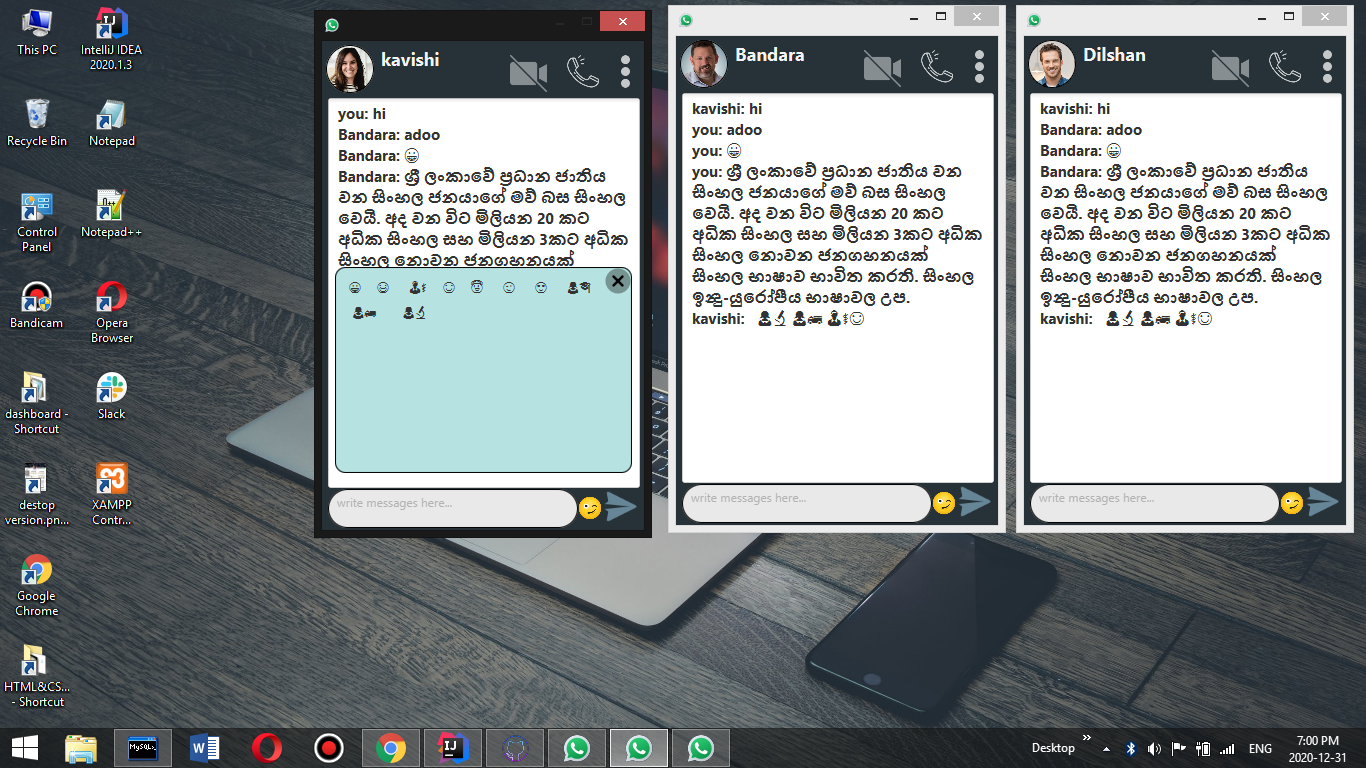 This PC
IntelliJ IDEA
2020.1.3
Recycle Bin
Notepad
Control
Panel
Notepad++
Bandicam
Opera
Browser
dashboard -
Shortcut
Slack
destop
version.pn...
XAMPP
Contr...
Google
Chrome
HTML&CS...
- Shortcut
kavishi
you: hi
Bandara: adoo
Bandara: 😀
Bandara: ශ්‍රී ලංකාවේ ප්‍රධාන ජාතිය
වන සිංහල ජනයාගේ මව් බස සිංහල
වෙයි. අද වන විට මිලියන 20 කට
අධික සිංහල සහ මිලියන 3කට අධික
සිංහල නොවන ජනගහනයක්
write messages here...
Bandara
kavishi: hi
you: adoo
you: 😀
you: ශ්‍රී ලංකාවේ ප්‍රධාන ජාතිය වන
සිංහල ජනයාගේ මව් බස සිංහල
වෙයි. අද වන විට මිලියන 20 කට
අධික සිංහල සහ මිලියන 3කට අධික
සිංහල නොවන ජනගහනයක්
සිංහල භාෂාව භාවිත කරති. සිංහල
ඉන්‍දු-යුරෝපීය භාෂාවල උප.
kavishi:
write messages here...
Dilshan
kavishi: hi
Bandara: adoo
Bandara: 😀
Bandara: ශ්‍රී ලංකාවේ ප්‍රධාන ජාතිය
වන සිංහල ජනයාගේ මව් බස සිංහල
වෙයි. අද වන විට මිලියන 20 කට
අධික සිංහල සහ මිලියන 3කට අධික
සිංහල නොවන ජනගහනයක්
සිංහල භාෂාව භාවිත කරති. සිංහල
ඉන්‍දු-යුරෝපීය භාෂාවල උප.
kavishi:
write messages here...
Desktop
ENG
7:00 PM
2020-12-31